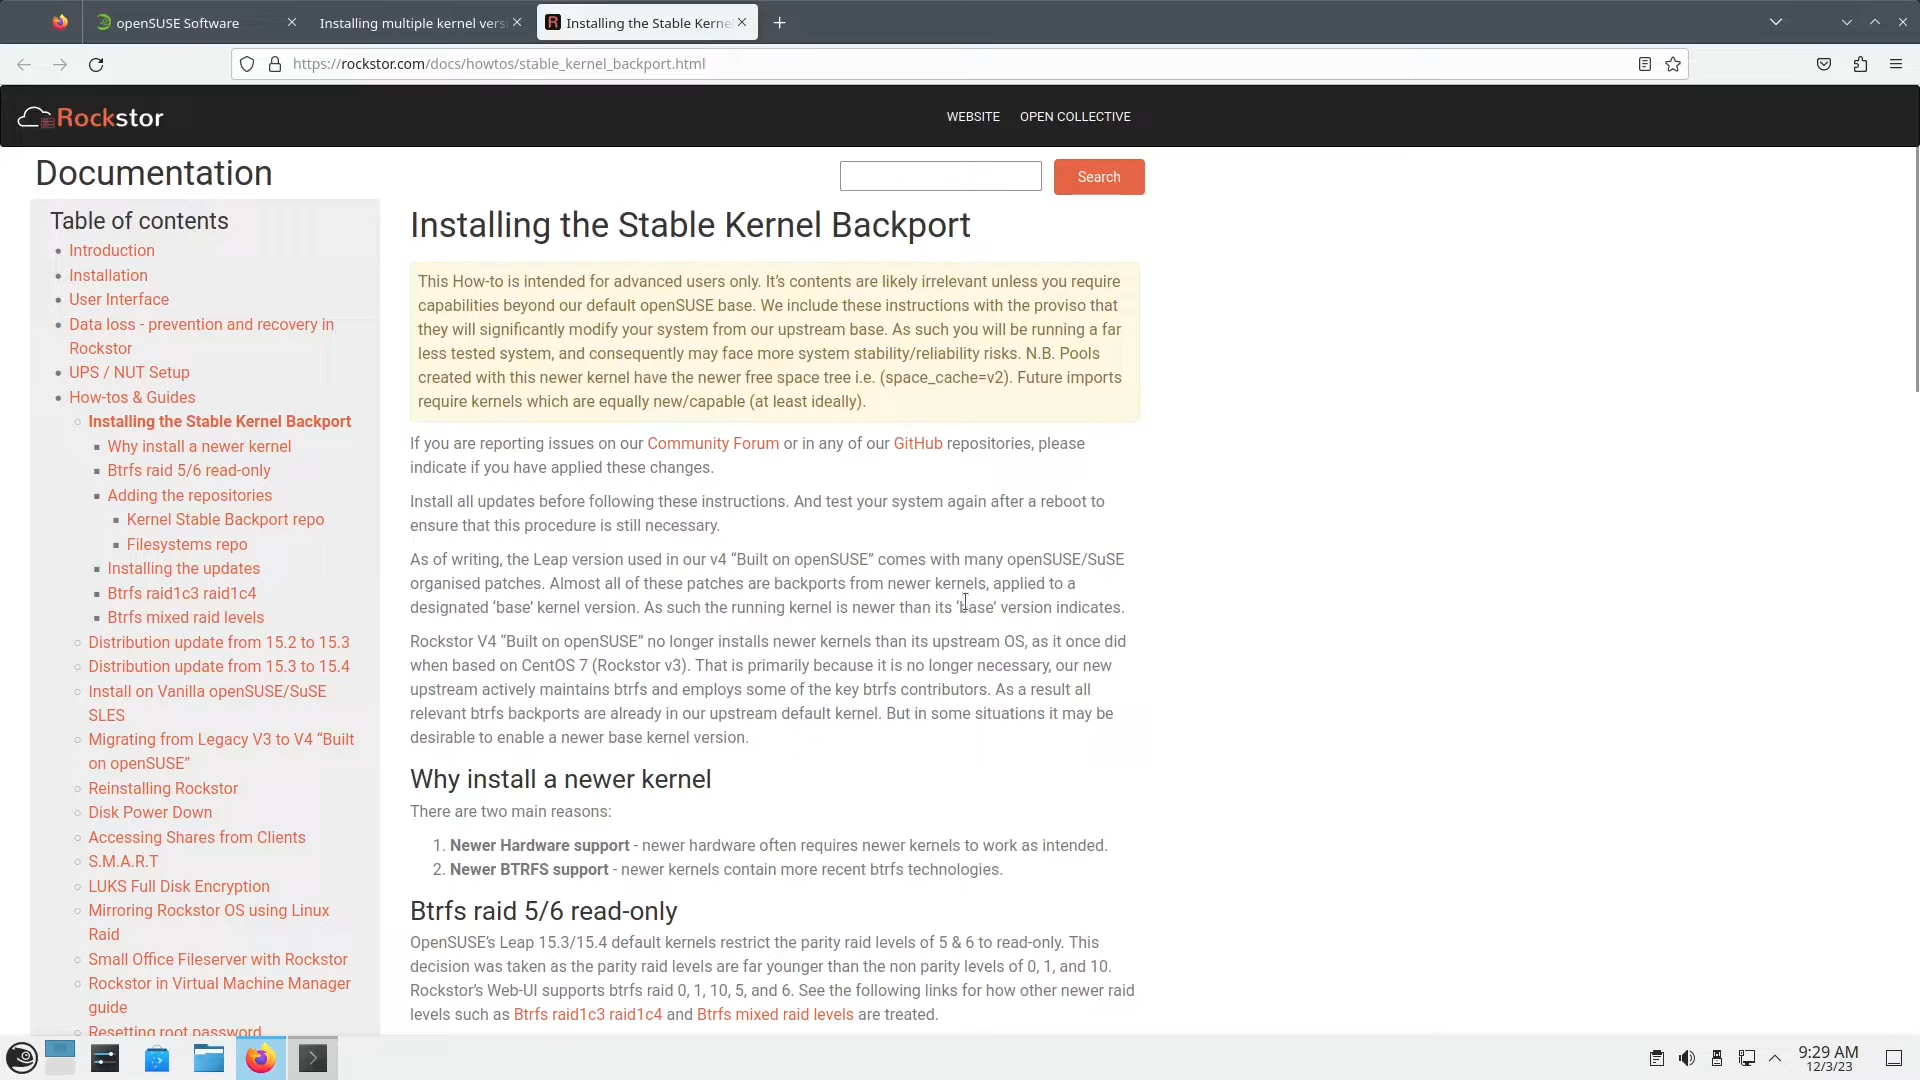 openSUSE Software
Installing multiple kernel vers
Installing the Stable Kerne
https://rockstor.com/docs/howtos/stable_kernel_backport.html
Rockstor
WEBSITE
OPEN COLLECTIVE
Documentation
Search
Table of contents
Introduction
Installation
User Interface
Data loss - prevention and recovery in
Rockstor
UPS / NUT Setup
How-tos & Guides
Installing the Stable Kernel Backport
Why install a newer kernel
Btrfs raid 5/6 read-only
Adding the repositories
Kernel Stable Backport repo
Filesystems repo
Installing the updates
Btrfs raid1c3 raid1c4
Btrfs mixed raid levels
Distribution update from 15.2 to 15.3
Distribution update from 15.3 to 15.4
Install on Vanilla openSUSE/SuSE
SLES
Migrating from Legacy V3 to V4 “Built
on openSUSE”
Reinstalling Rockstor
Disk Power Down
Accessing Shares from Clients
S.M.A.R.T
LUKS Full Disk Encryption
Mirroring Rockstor OS using Linux
Raid
Small Office Fileserver with Rockstor
Rockstor in Virtual Machine Manager
guide
Resetting root password
Installing the Stable Kernel Backport
This How-to is intended for advanced users only. It’s contents are likely irrelevant unless you require
capabilities beyond our default openSUSE base. We include these instructions with the proviso that
they will significantly modify your system from our upstream base. As such you will be running a far
less tested system, and consequently may face more system stability/reliability risks. N.B. Pools
created with this newer kernel have the newer free space tree i.e. (space_cache=v2). Future imports
require kernels which are equally new/capable (at least ideally).
If you are reporting issues on our Community Forum or in any of our GitHub repositories, please
indicate if you have applied these changes.
Install all updates before following these instructions. And test your system again after a reboot to
ensure that this procedure is still necessary.
As of writing, the Leap version used in our v4 “Built on openSUSE” comes with many openSUSE/SuSE
organised patches. Almost all of these patches are backports from newer kernels, applied to a
designated ‘base’ kernel version. As such the running kernel is newer than its ‘base’ version indicates.
Rockstor V4 “Built on openSUSE” no longer installs newer kernels than its upstream OS, as it once did
when based on CentOS 7 (Rockstor v3). That is primarily because it is no longer necessary, our new
upstream actively maintains btrfs and employs some of the key btrfs contributors. As a result all
relevant btrfs backports are already in our upstream default kernel. But in some situations it may be
desirable to enable a newer base kernel version.
Why install a newer kernel
There are two main reasons:
1. Newer Hardware support - newer hardware often requires newer kernels to work as intended.
2. Newer BTRFS support - newer kernels contain more recent btrfs technologies.
Btrfs raid 5/6 read-only
OpenSUSE’s Leap 15.3/15.4 default kernels restrict the parity raid levels of 5 & 6 to read-only. This
decision was taken as the parity raid levels are far younger than the non parity levels of 0, 1, and 10.
Rockstor’s Web-UI supports btrfs raid 0, 1, 10, 5, and 6. See the following links for how other newer raid
levels such as Btrfs raid1c3 raid1c4 and Btrfs mixed raid levels are treated.
9:29 AM
12/3/23